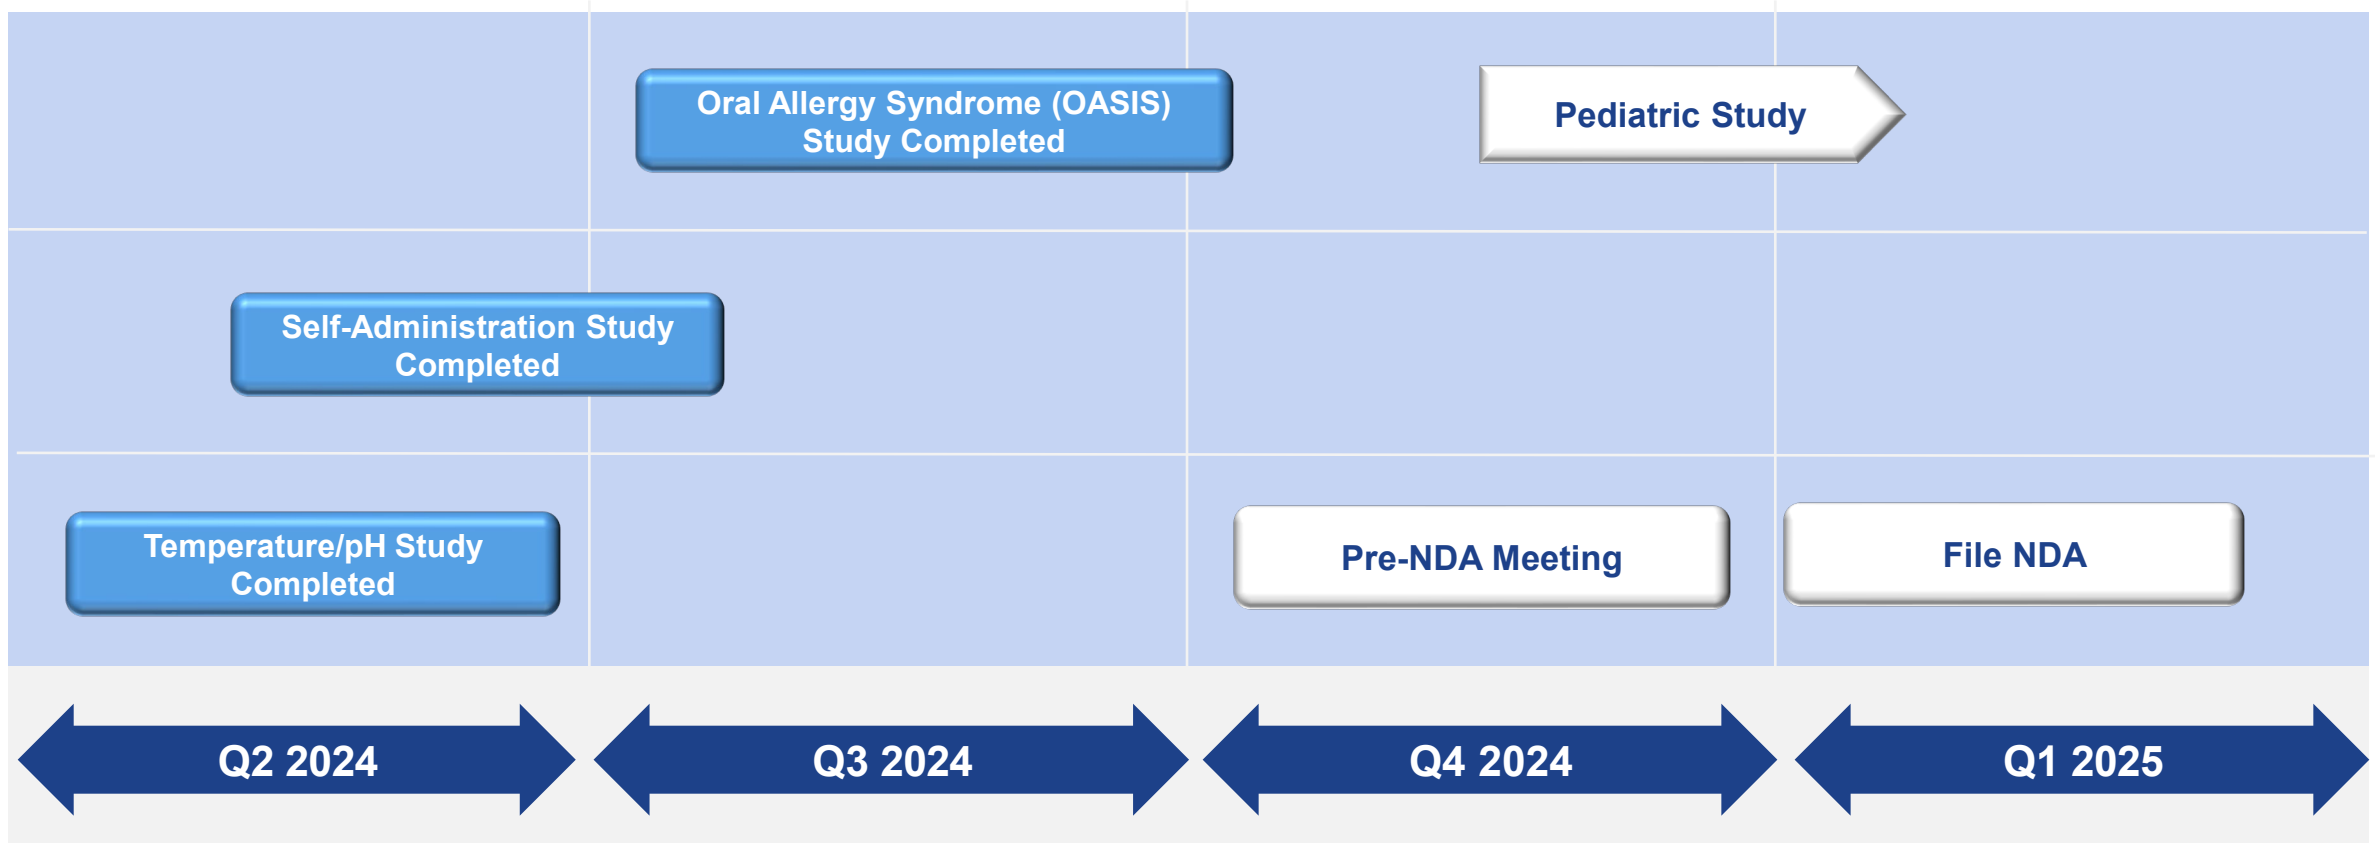 Oral Allergy Syndrome (OASIS)
Study Completed
Pediatric Study
Self-Administration Study
Completed
Temperature/pH Study
Completed
Pre-NDA Meeting
File NDA
Q2 2024
Q3 2024
Q4 2024
Q1 2025